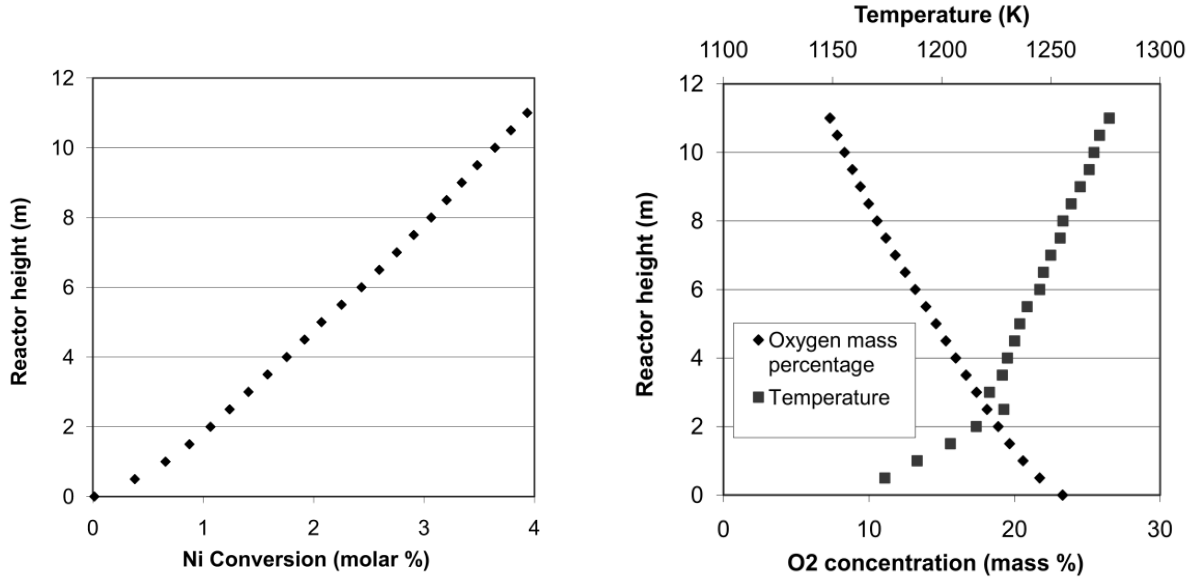 12
10
8
6
4
2
0
0 1 2 3 4
Reactor height (m)
Ni Conversion (molar %)
Temperature (K)
1100 1150 1200 1250 1300
12
10
8
6
4
2
0
0 10 20 30
Reactor height (m)
Oxygen mass
percentage
Temperature
O2 concentration (mass %)